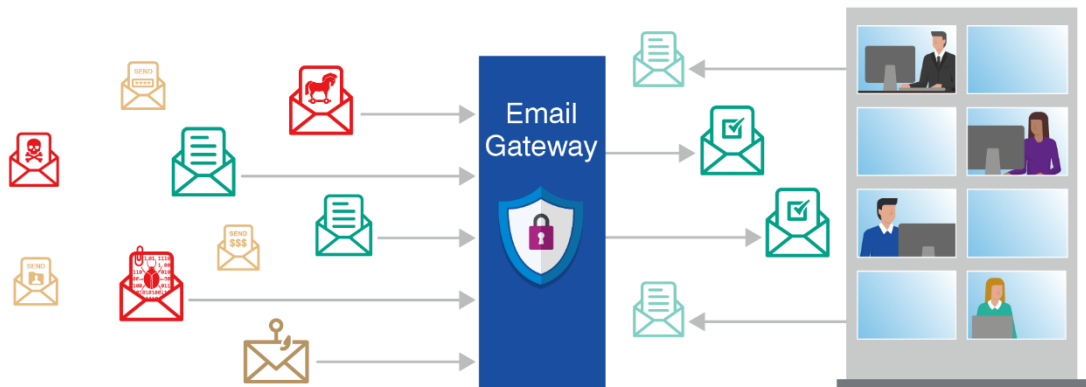 SEND
****
Email
Gateway
SEND
$$$
SEND